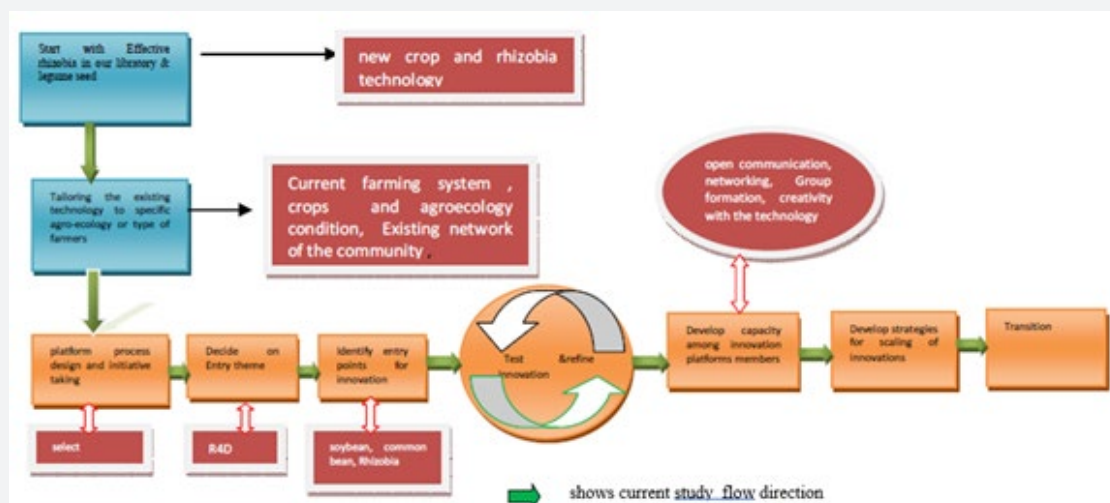 Start with Effective
rhizobia in our libratory &
legume seed
new crop and rhizobia
technology
Tailoring the existing
technology to specific
agro-ecology or type of
farmers
Current farming system ,
crops and agroecology
condition, Existing network
of the community .
open communication,
networking, Group
formation, creativity
with the technology
platform process
design and initiative
taking
Decide on
Entry theme
Identify entry
points for
innovation
Test &refine
innovation
Develop capacity
among innovation
platforms members
Develop strategies
for scaling of
innovations
Transition
select
R4D
soybean, common
bean, Rhizobia
shows current study flow direction